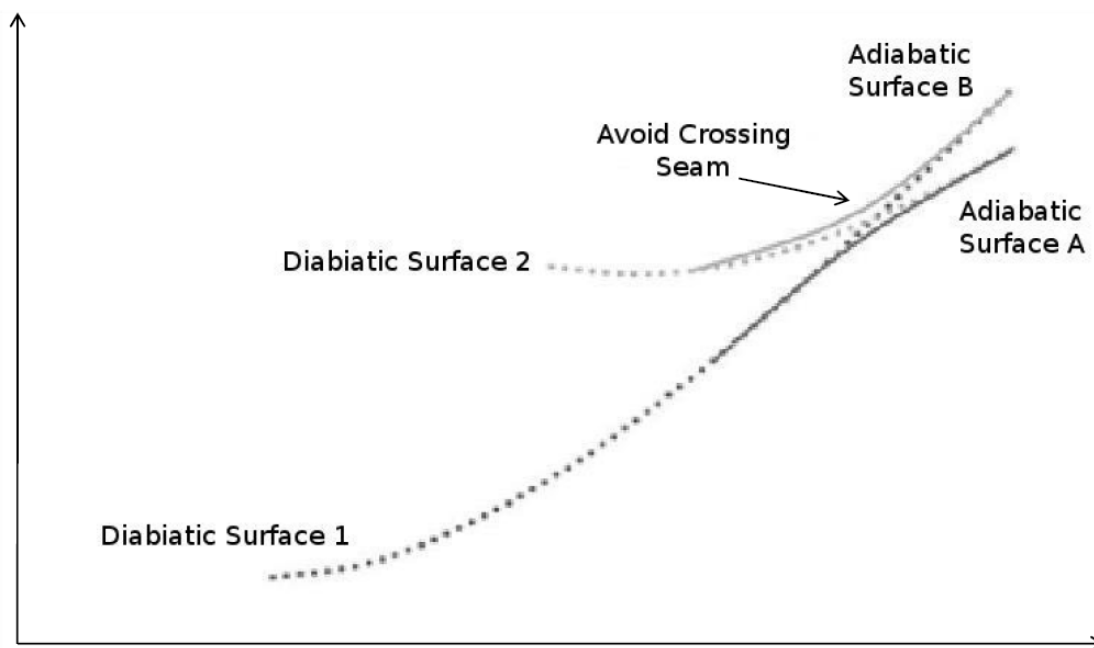 Adiabatic
Surface B
Avoid Crossing
Seam
Adiabatic
Surface A
Diabiatic Surface 2
Diabiatic Surface 1